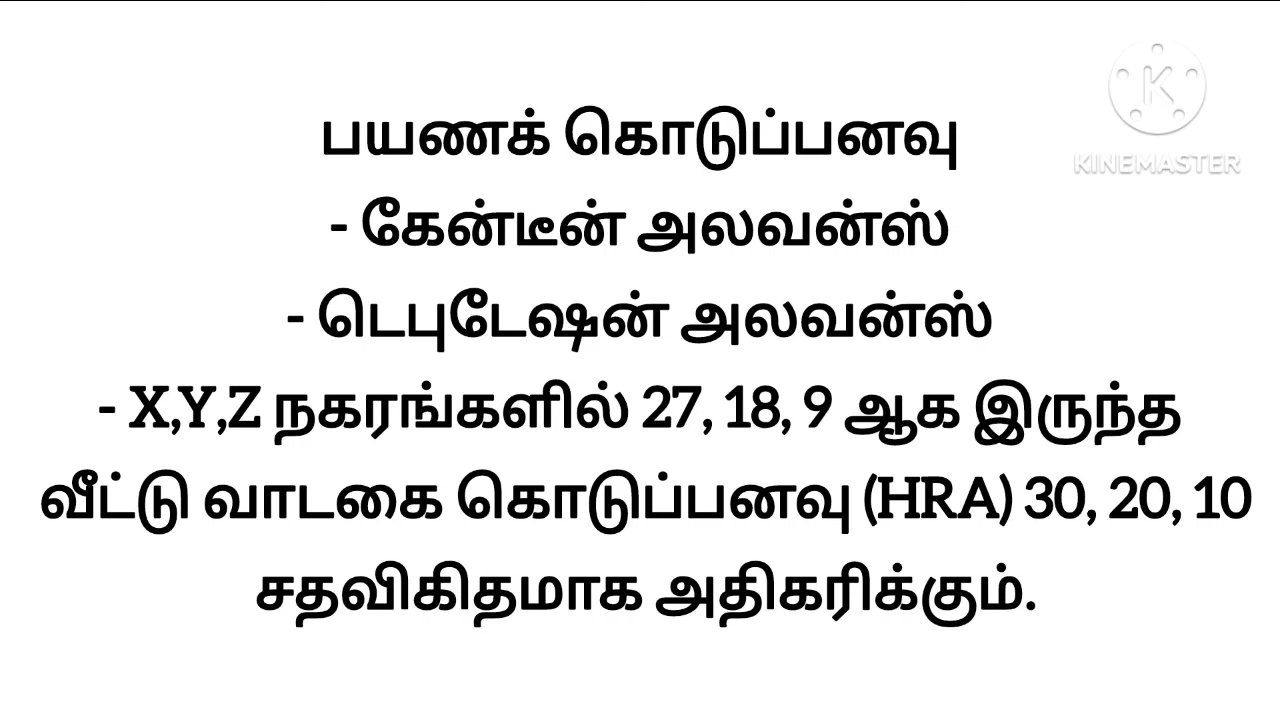 பயணக் கொடுப்பனவு
- கேன்டீன் அலவன்ஸ்
- டெபுடேஷன் அலவன்ஸ்
- X,Y,Z நகரங்களில் 27, 18, 9 ஆக இருந்த
வீட்டு வாடகை கொடுப்பனவு (HRA) 30, 20, 10
சதவிகிதமாக அதிகரிக்கும்.
K
KINEMASTER